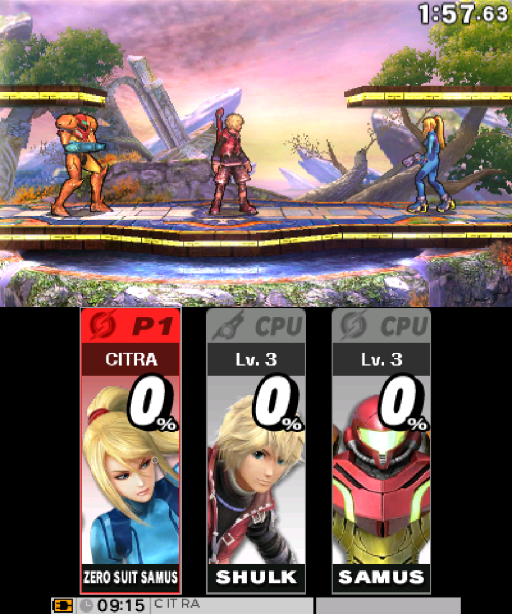 1:57.63
P1
CPU
CPU
CITRA
Lv. 3
Lv. 3
0%
0%
0%
ZERO SUIT SAMUS
SHULK
SAMUS
09:15
CITRA